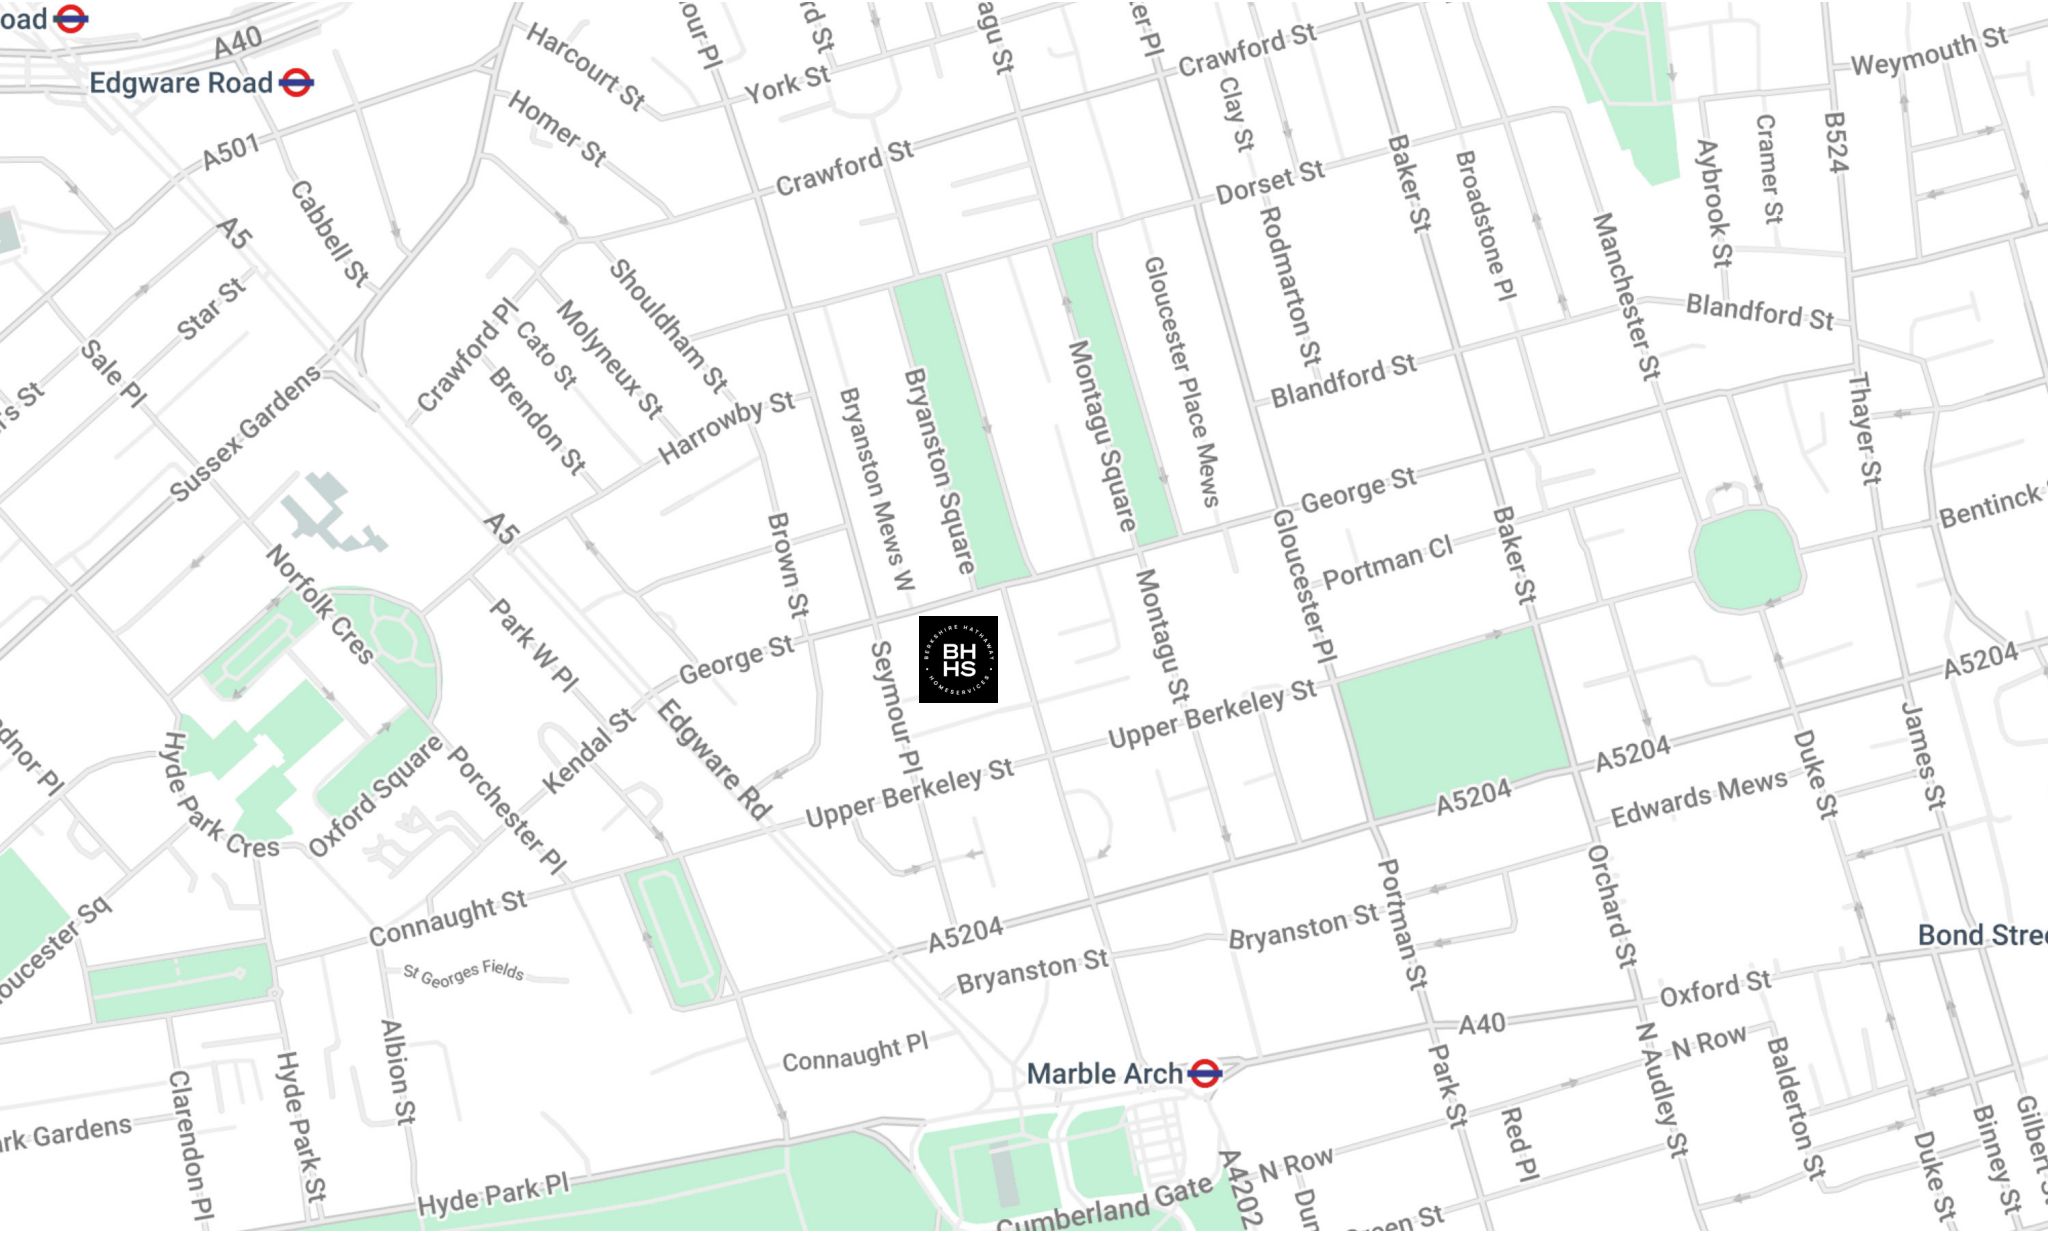 oad
A40
Edgware Road
A501
A5
Cabbell St
Star St
Sale Pl
Sussex Gardens
Harcourt St
Homer St
York St
Crawford St
Crawford St
Clay St
Weymouth St
B524
Cramer St
Aybrook St
Baker St
Broadstone Pl
Dorset St
Rodmarton St
Manchester St
Blandford St
Blandford St
Crawford Pl
Cato St
Molyneux St
Shouldham St
Brendon St
Harrowby St
Bryanston Mews W
Bryanston Square
Montagu Square
Gloucester Place Mews
George St
Portman Cl
Gloucester Pl
Baker St
Thayer St
Bentinck
A5
Norfolk Cres
Park W Pl
Brown St
George St
Seymour Pl
BERKSHIRE HATHAWAY
BH
HS
HOMESERVICES
Montagu St
Upper Berkeley St
Upper Berkeley St
Edgware Rd
Kendal St
Porchester Pl
Oxford Square
Hyde Park Cres
A5204
A5204
A5204
A5204
Edwards Mews
Duke St
James St
Connaught St
St Georges Fields
Bryanston St
Bryanston St
Portman St
Orchard St
Oxford St
A40
N Row
N Audley St
Balderton St
Albion St
Hyde Park St
Clarendon Pl
Connaught Pl
Marble Arch
Park St
Red Pl
N Row
A4202
Cumberland Gate
Hyde Park Pl
Duke St
Binney St